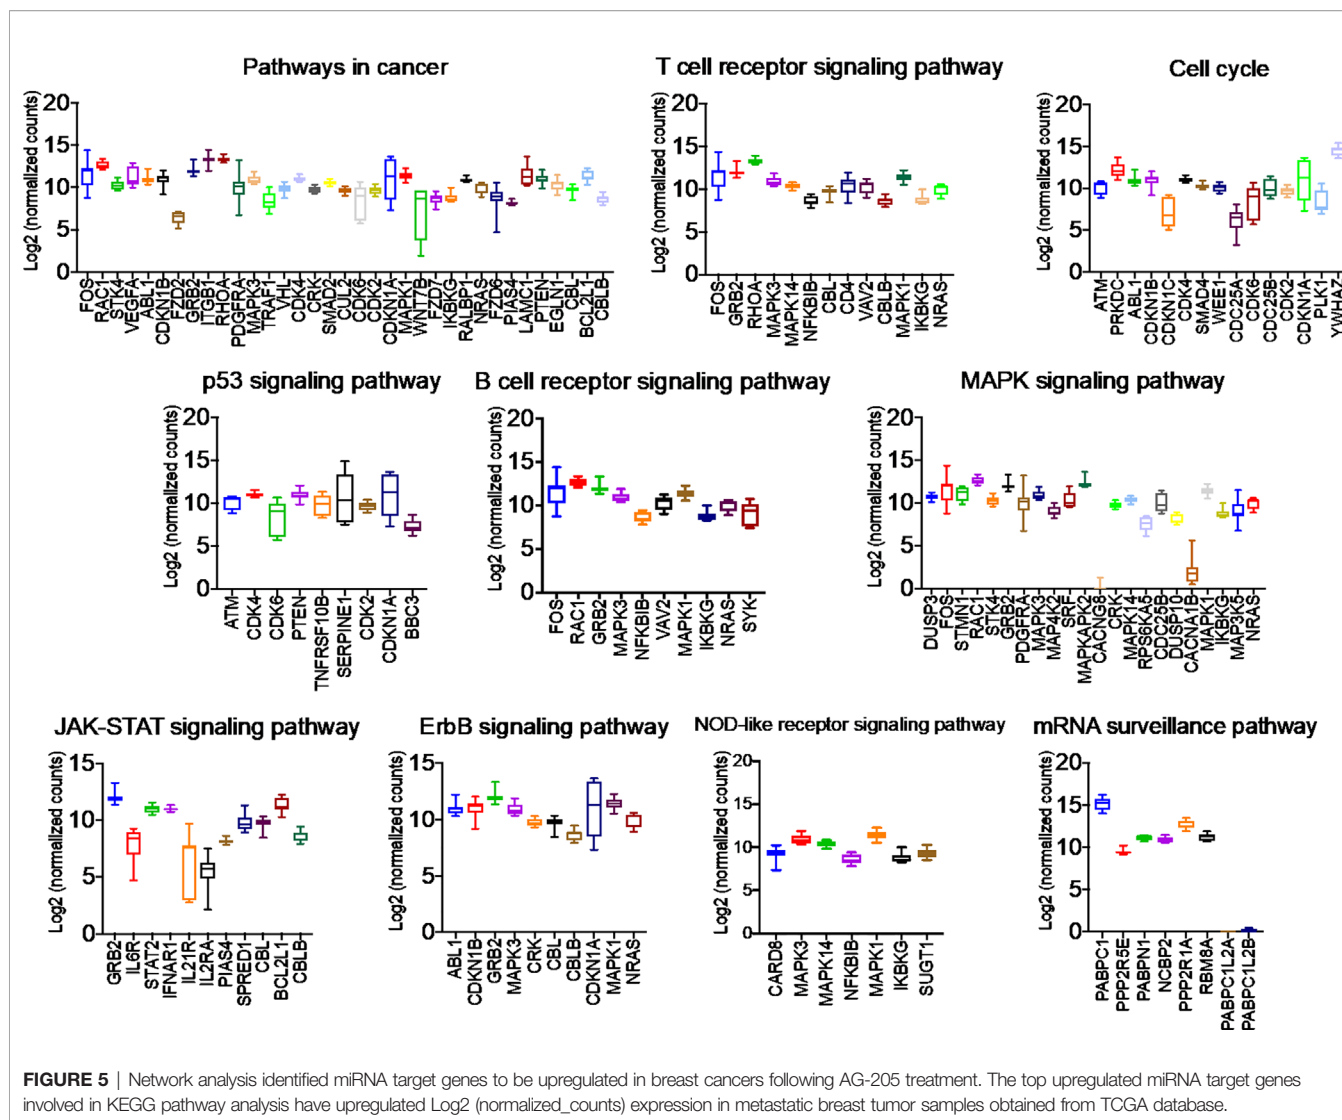 Pathways in cancer
Log2 (normalized counts)
20
15
10
5
0
FOS
RAC1
STK4
VEGFA
ABL1
CDKN1B
FZD2
GRB2
ITGB1
RHOA
PDGFRA
MAPK3
TRAF1
VHL
CDK4
CRK
SMAD2
CUL2
CDK6
CDK2
CDKN1A
MAPK1
WNT7B
FZD7
IKBKG
RALBP1
NRAS
FZD6
PIAS4
LAMC1
PTEN
EGLN1
CBL
BCL2L1
CBLB
T cell receptor signaling pathway
Log2 (normalized counts)
20
15
10
5
0
FOS
GRB2
RHOA
MAPK3
MAPK14
NFKBIB
CBL
CD4
VAV2
CBLB
MAPK1
IKBKG
NRAS
Cell cycle
Log2 (normalized counts)
20
15
10
5
0
ATM
PRKDC
ABL1
CDKN1B
CDKN1C
CDK4
SMAD4
WEE1
CDC25A
CDK6
CDC25B
CDK2
CDKN1A
PLK1
YWHAZ
p53 signaling pathway
Log2 (normalized counts)
20
15
10
5
0
ATM
CDK4
CDK6
PTEN
TNFRSF10B
SERPINE1
CDK2
CDKN1A
BBC3
B cell receptor signaling pathway
Log2 (normalized counts)
20
15
10
5
0
FOS
RAC1
GRB2
MAPK3
NFKBIB
VAV2
MAPK1
IKBKG
NRAS
SYK
MAPK signaling pathway
Log2 (normalized counts)
20
15
10
5
0
DUSP3
FOS
STMN1
RAC1
STK4
GRB2
PDGFRA
MAPK3
MAP4K2
SRF
MAPKAPK2
CACNG8
CRK
MAPK14
RPS6KA5
CDC25B
DUSP10
CACNA1B
MAPK1
IKBKG
MAP3K5
NRAS
JAK-STAT signaling pathway
Log2 (normalized counts)
15
10
5
0
GRB2
IL6R
STAT2
IFNAR1
IL21R
IL2RA
PIAS4
SPRED1
CBL
BCL2L1
CBLB
ErbB signaling pathway
Log2 (normalized counts)
15
10
5
0
ABL1
CDKN1B
GRB2
MAPK3
CRK
CBL
CBLB
CDKN1A
MAPK1
NRAS
NOD-like receptor signaling pathway
Log2 (normalized counts)
20
15
10
5
0
CARD8
MAPK3
MAPK14
NFKBIB
MAPK1
IKBKG
SUGT1
mRNA surveillance pathway
Log2 (normalized counts)
20
15
10
5
0
PABPC1
PPP2R5E
PABPN1
NCBP2
PPP2R1A
RBM8A
PABPC1L2A
PABPC1L2B
FIGURE 5 | Network analysis identified miRNA target genes to be upregulated in breast cancers following AG-205 treatment. The top upregulated miRNA target genes
involved in KEGG pathway analysis have upregulated Log2 (normalized_counts) expression in metastatic breast tumor samples obtained from TCGA database.